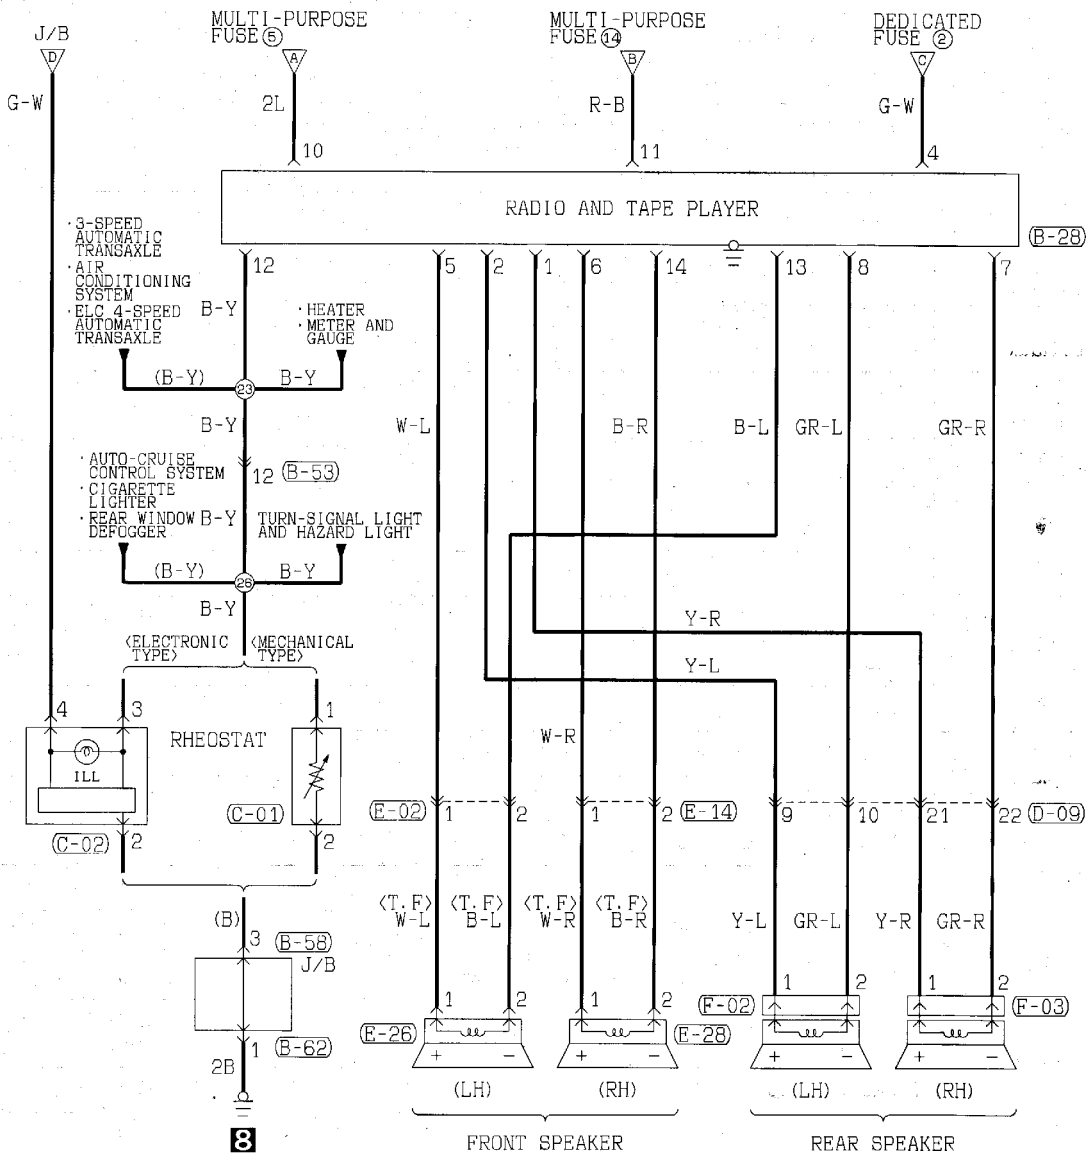 J/B
MULTI-PURPOSE
FUSE ⑤
MULTI-PURPOSE
FUSE ⑭
DEDICATED
FUSE ②
D
A
B
C
G-W
2L
R-B
G-W
10
11
4
RADIO AND TAPE PLAYER
B-28
12
5
2
1
6
14
13
8
7
· 3-SPEED
AUTOMATIC
TRANSAXLE
· AIR
CONDITIONING
SYSTEM
· ELC 4-SPEED
AUTOMATIC
TRANSAXLE
B-Y
· HEATER
· METER AND
GAUGE
(B-Y)
B-Y
23
B-Y
W-L
B-R
B-L
GR-L
GR-R
· AUTO-CRUISE
CONTROL SYSTEM
· CIGARETTE
LIGHTER
· REAR WINDOW
DEFOGGER
12
B-53
B-Y
TURN-SIGNAL LIGHT
AND HAZARD LIGHT
(B-Y)
B-Y
26
B-Y
Y-R
〈ELECTRONIC
TYPE〉
〈MECHANICAL
TYPE〉
Y-L
4
3
1
RHEOSTAT
W-R
ILL
C-01
C-02
2
2
E-02
1
2
1
2
E-14
9
10
21
22
D-09
〈T.F〉
W-L
〈T.F〉
B-L
〈T.F〉
W-R
〈T.F〉
B-R
Y-L
GR-L
Y-R
GR-R
(B)
3
B-58
J/B
1
2
1
2
1
2
1
2
F-02
F-03
E-26
E-28
+
−
+
−
+
−
+
−
1
B-62
2B
(LH)
(RH)
(LH)
(RH)
8
FRONT SPEAKER
REAR SPEAKER